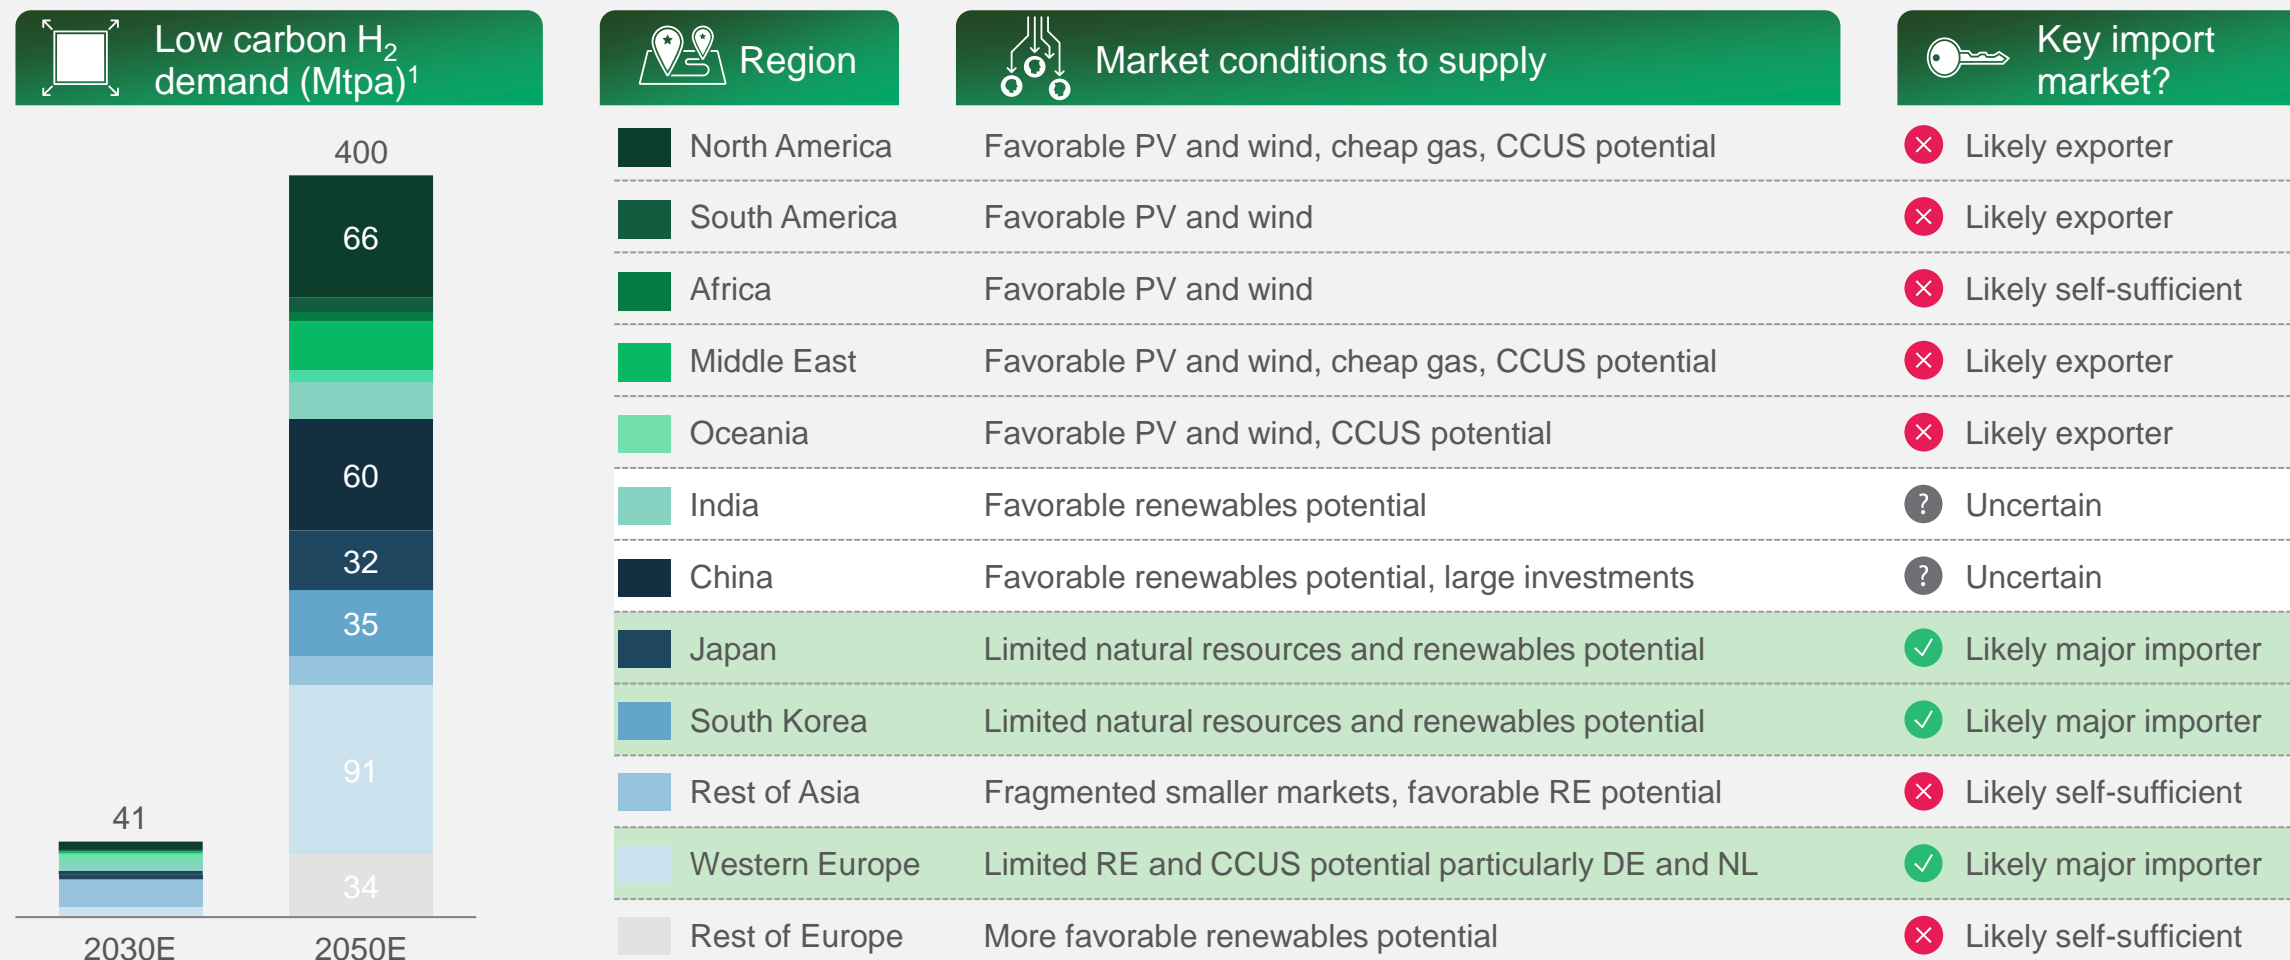 Low carbon H2
demand (Mtpa)1
Region
Market conditions to supply
Key import
market?
400
66
60
32
35
91
34
41
2030E
2050E
North America Favorable PV and wind, cheap gas, CCUS potential Likely exporter
South America Favorable PV and wind Likely exporter
Africa Favorable PV and wind Likely self-sufficient
Middle East Favorable PV and wind, cheap gas, CCUS potential Likely exporter
Oceania Favorable PV and wind, CCUS potential Likely exporter
India Favorable renewables potential ? Uncertain
China Favorable renewables potential, large investments ? Uncertain
Japan Limited natural resources and renewables potential Likely major importer
South Korea Limited natural resources and renewables potential Likely major importer
Rest of Asia Fragmented smaller markets, favorable RE potential Likely self-sufficient
Western Europe Limited RE and CCUS potential particularly DE and NL Likely major importer
Rest of Europe More favorable renewables potential Likely self-sufficient